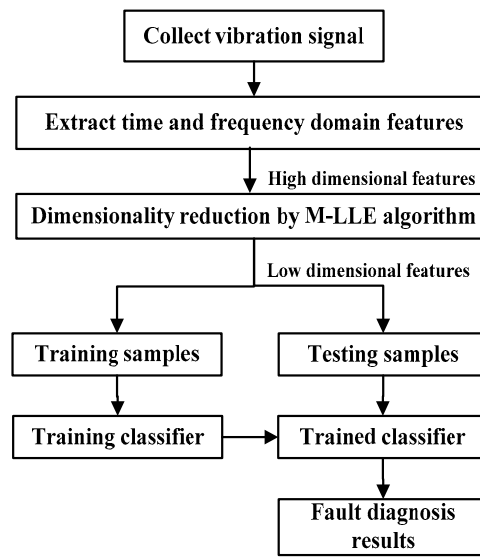 Collect vibration signal
Extract time and frequency domain features
High dimensional features
Dimensionality reduction by M-LLE algorithm
Low dimensional features
Training samples
Testing samples
Training classifier
Trained classifier
Fault diagnosis
results